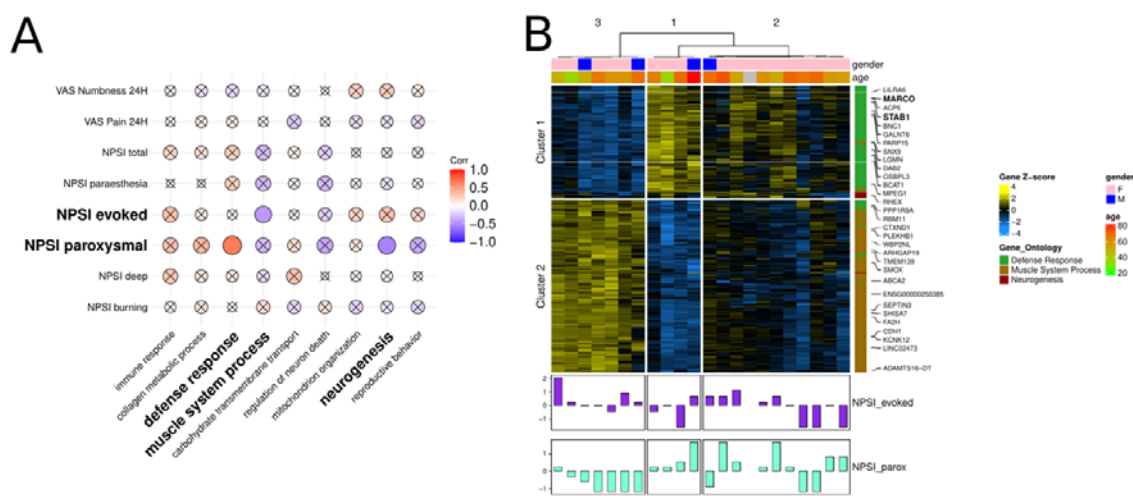 A
VAS Numbness 24H
VAS Pain 24H
NPSI total
NPSI paraesthesia
NPSI evoked
NPSI paroxysmal
NPSI deep
NPSI burning
immune response
collagen metabolic process
defense response
muscle system process
carbohydrate transmembrane transport
regulation of neuron death
mitochondrion organization
neurogenesis
reproductive behavior
Corr
1.0
0.5
0.0
-0.5
-1.0
B
3
1
2
gender
age
Cluster 1
Cluster 2
LILRA6
MARCO
ACP5
STAB1
BNC1
GALNT6
PARP15
SNX9
LGMN
DAB2
OSBPL3
BCAT1
MPEG1
RHEX
PPP1R9A
RBM11
CTXND1
PLEKHB1
WBP2NL
ARHGAP19
TMEM139
SMOX
ABCA2
ENSG00000250385
SEPTIN3
SHISA7
FA2H
CDH1
KCNK12
LINC02473
ADAMTS16-DT
2
1
0
-1
NPSI_evoked
1
0
-1
NPSI_parox
Gene Z-score
4
2
0
-2
-4
gender
F
M
age
80
60
40
20
Gene_Ontology
Defense Response
Muscle System Process
Neurogenesis